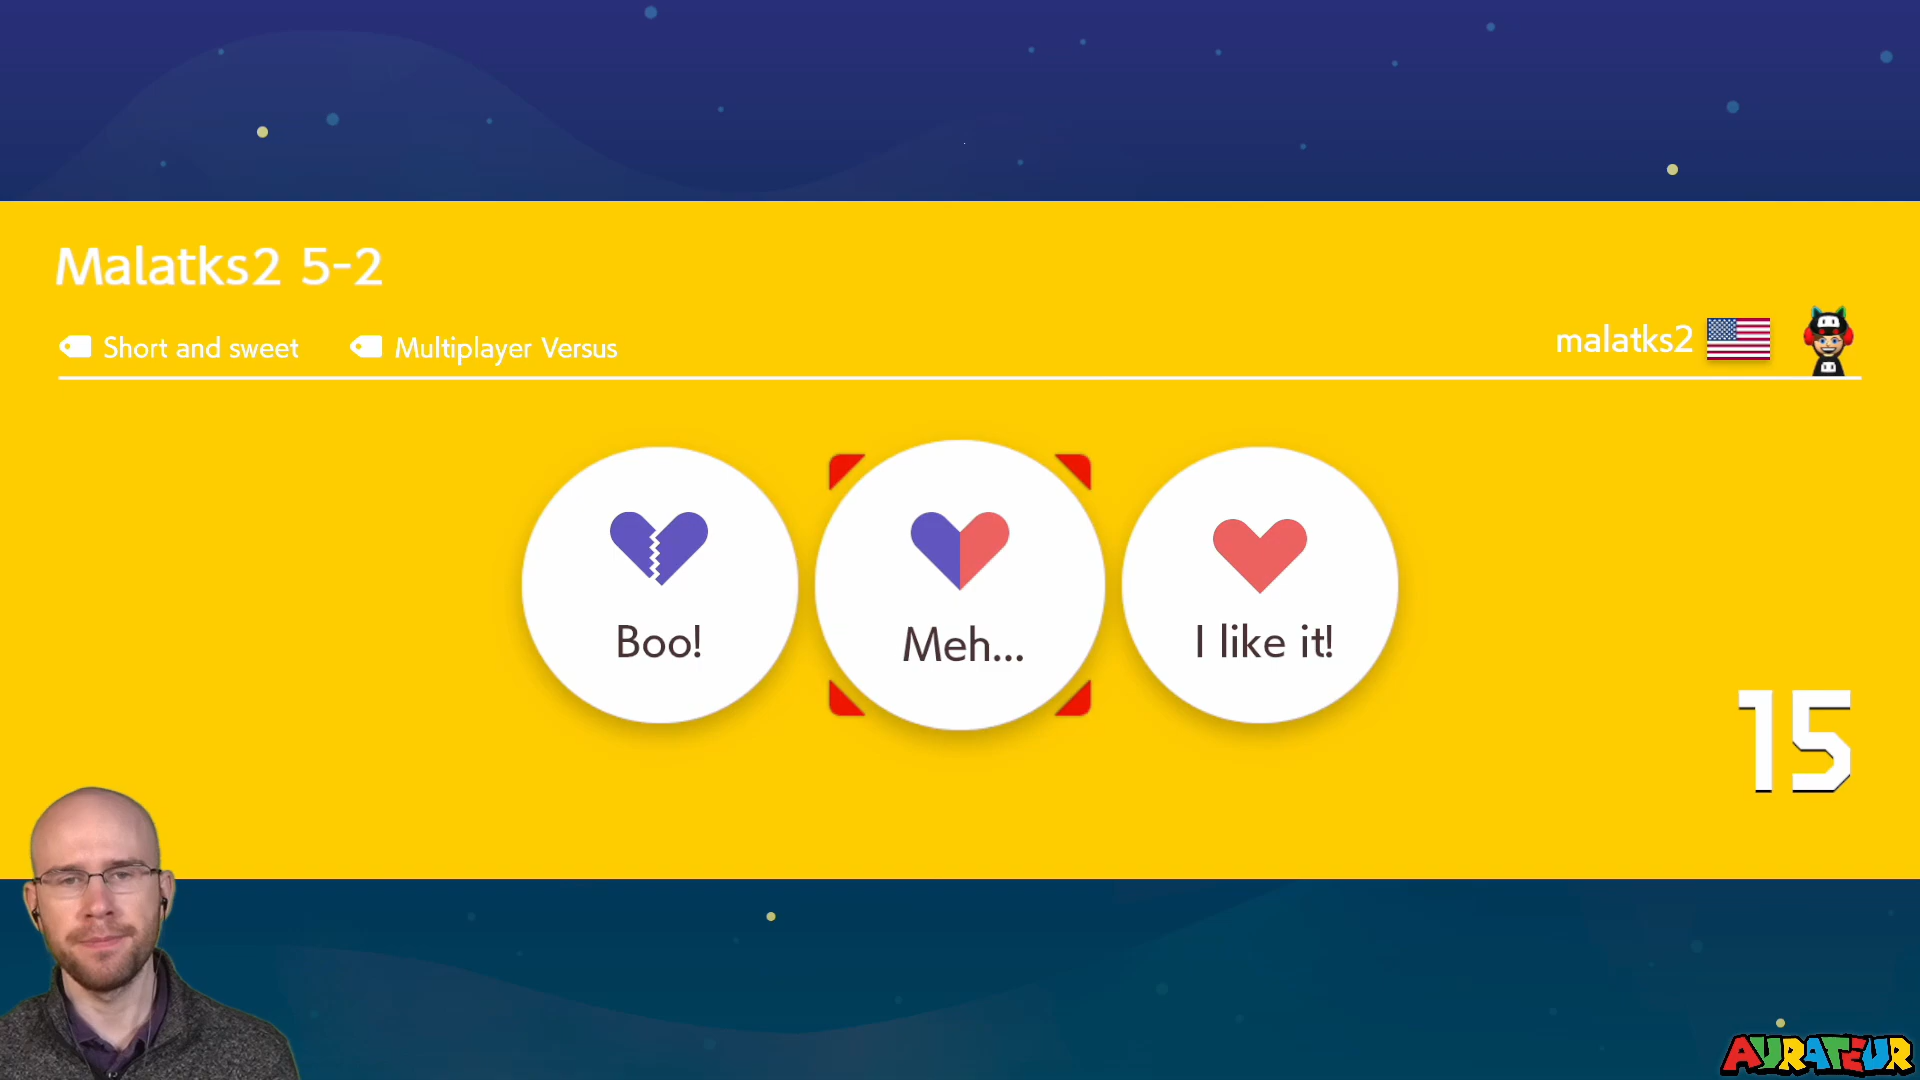 Malatks2 5-2
Short and sweet Multiplayer Versus
malatks2
Boo! Meh... I like it!
15
AURATEUR